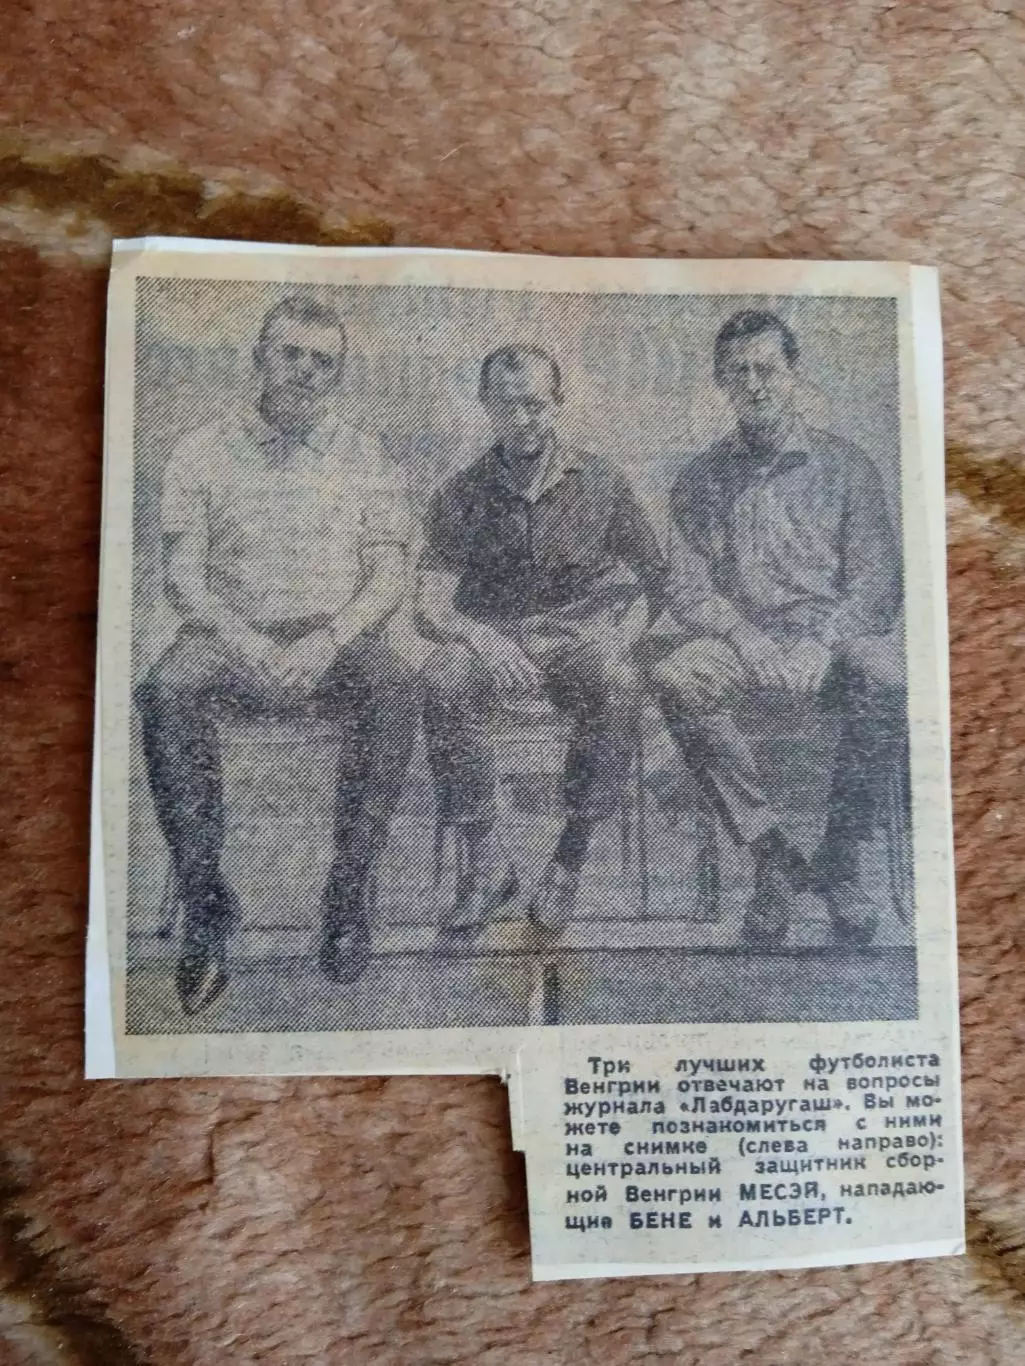 Три лучших футболиста
Венгрии отвечают на вопросы
журнала «Лабдаругаш». Вы мо-
жете познакомиться с ними
на снимке (слева направо):
центральный защитник сбор-
ной Венгрии МЕСЭЙ, нападаю-
щие БЕНЕ и АЛЬБЕРТ.